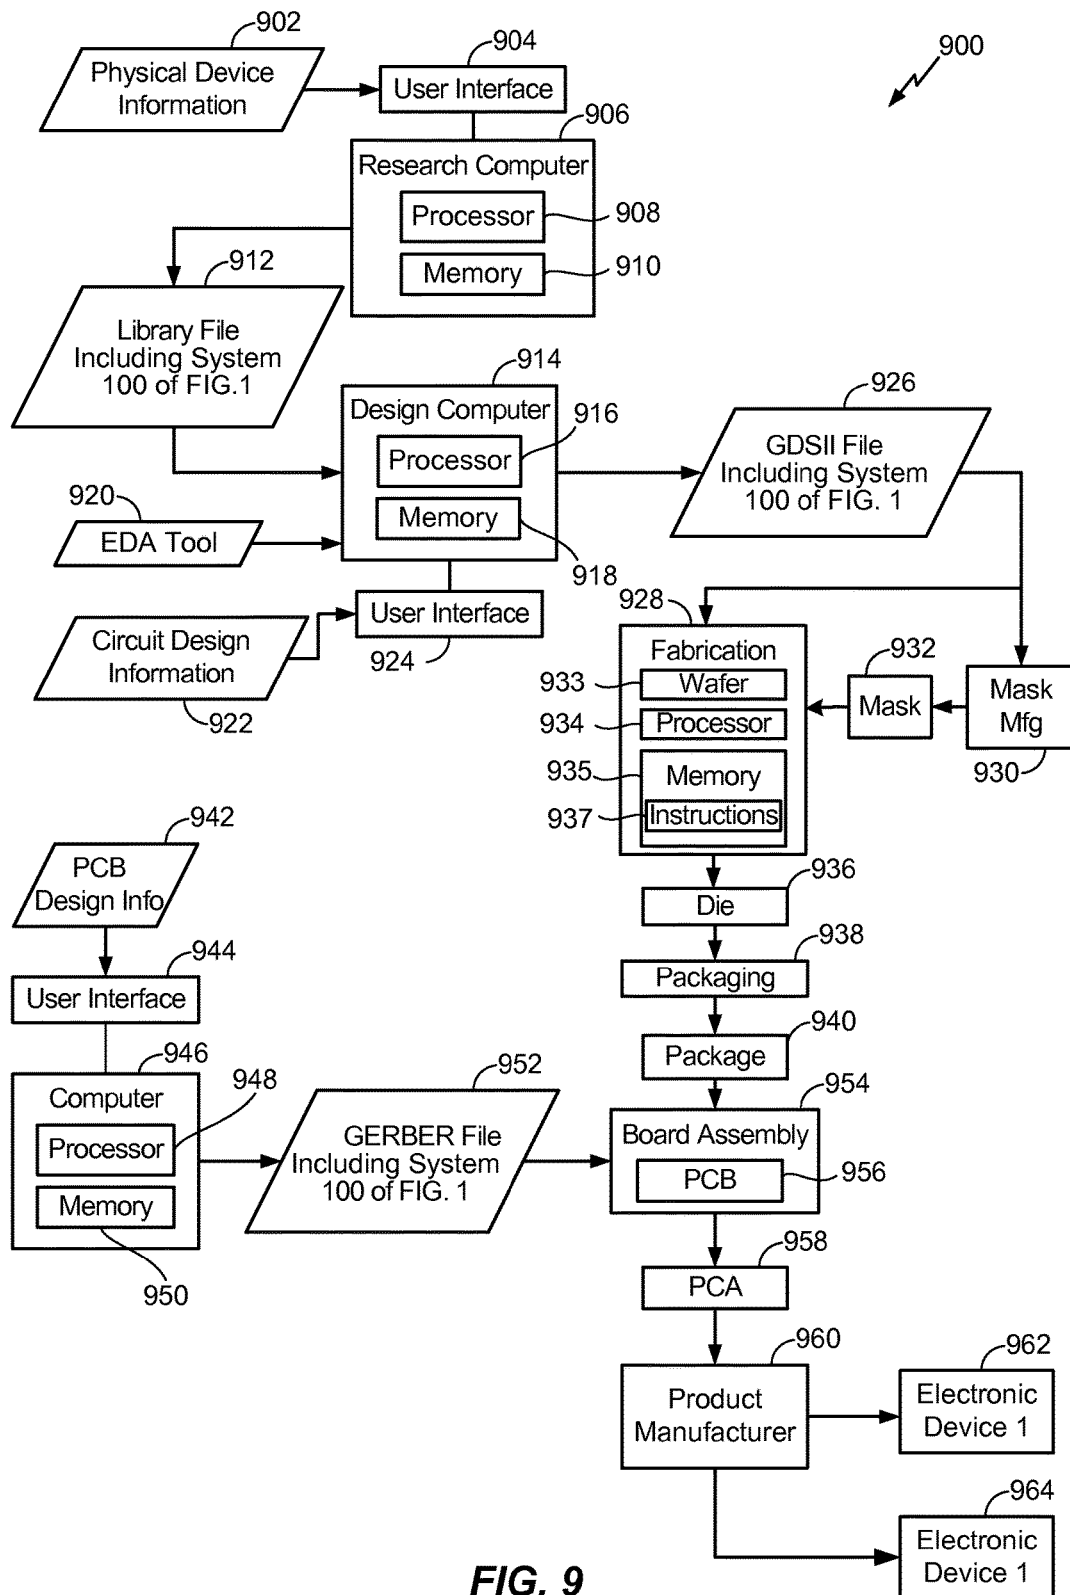 902
Physical Device
Information
904
User Interface
900
906
Research Computer
Processor
908
Memory
910
912
Library File
Including System
100 of FIG.1
914
Design Computer
916
Processor
Memory
918
920
EDA Tool
922
Circuit Design
Information
User Interface
924
926
GDSII File
Including System
100 of FIG. 1
928
Fabrication
933
Wafer
934
Processor
935
Memory
937
Instructions
932
Mask
Mask
Mfg
930
936
Die
938
Packaging
940
Package
942
PCB
Design Info
944
User Interface
946
Computer
948
Processor
Memory
950
952
GERBER File
Including System
100 of FIG. 1
954
Board Assembly
PCB
956
958
PCA
960
Product
Manufacturer
962
Electronic
Device 1
964
Electronic
Device 1
FIG. 9